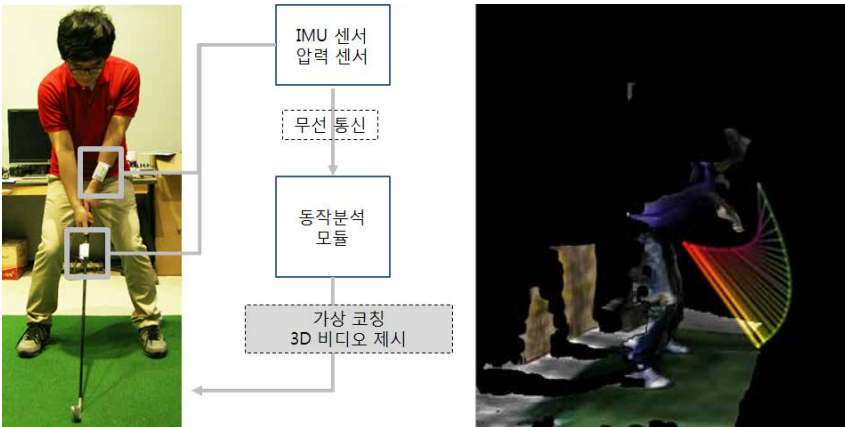 IMU 센서
압력 센서
무선 통신
동작분석
모듈
가상 코칭
3D 비디오 제시